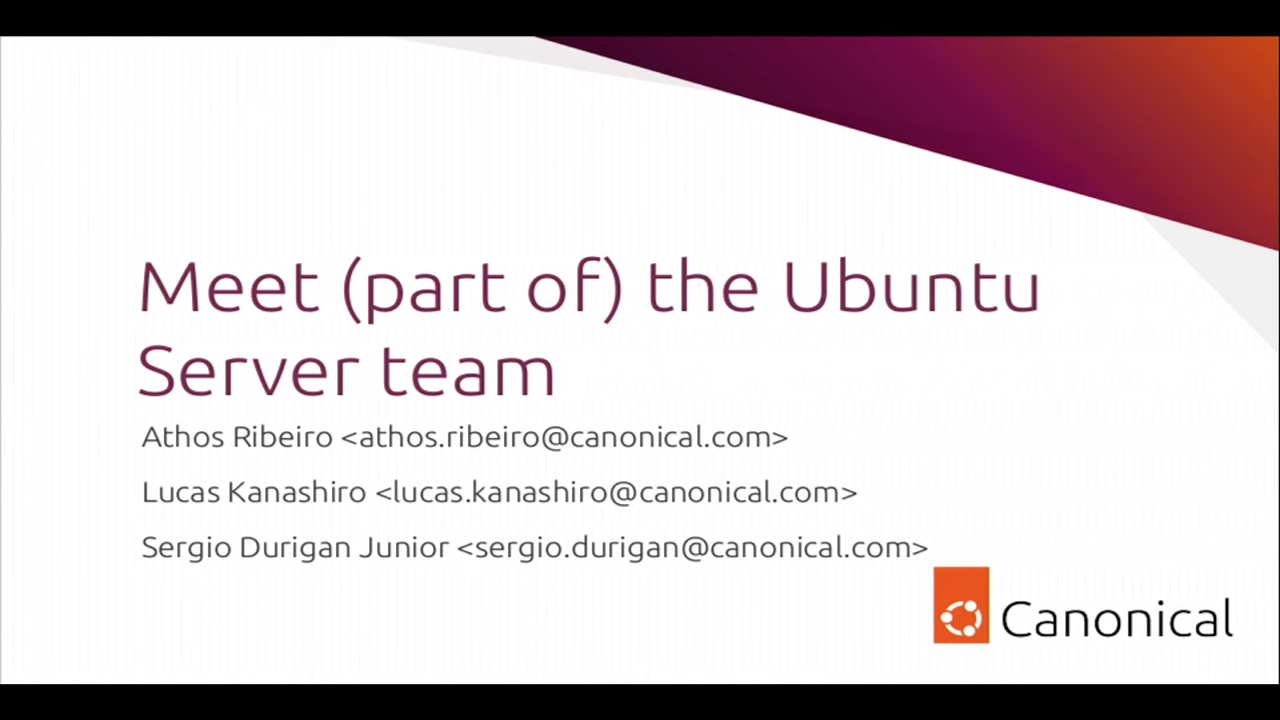 Meet (part of) the Ubuntu
Server team
Athos Ribeiro <athos.ribeiro@canonical.com>
Lucas Kanashiro <lucas.kanashiro@canonical.com>
Sergio Durigan Junior <sergio.durigan@canonical.com>
Canonical